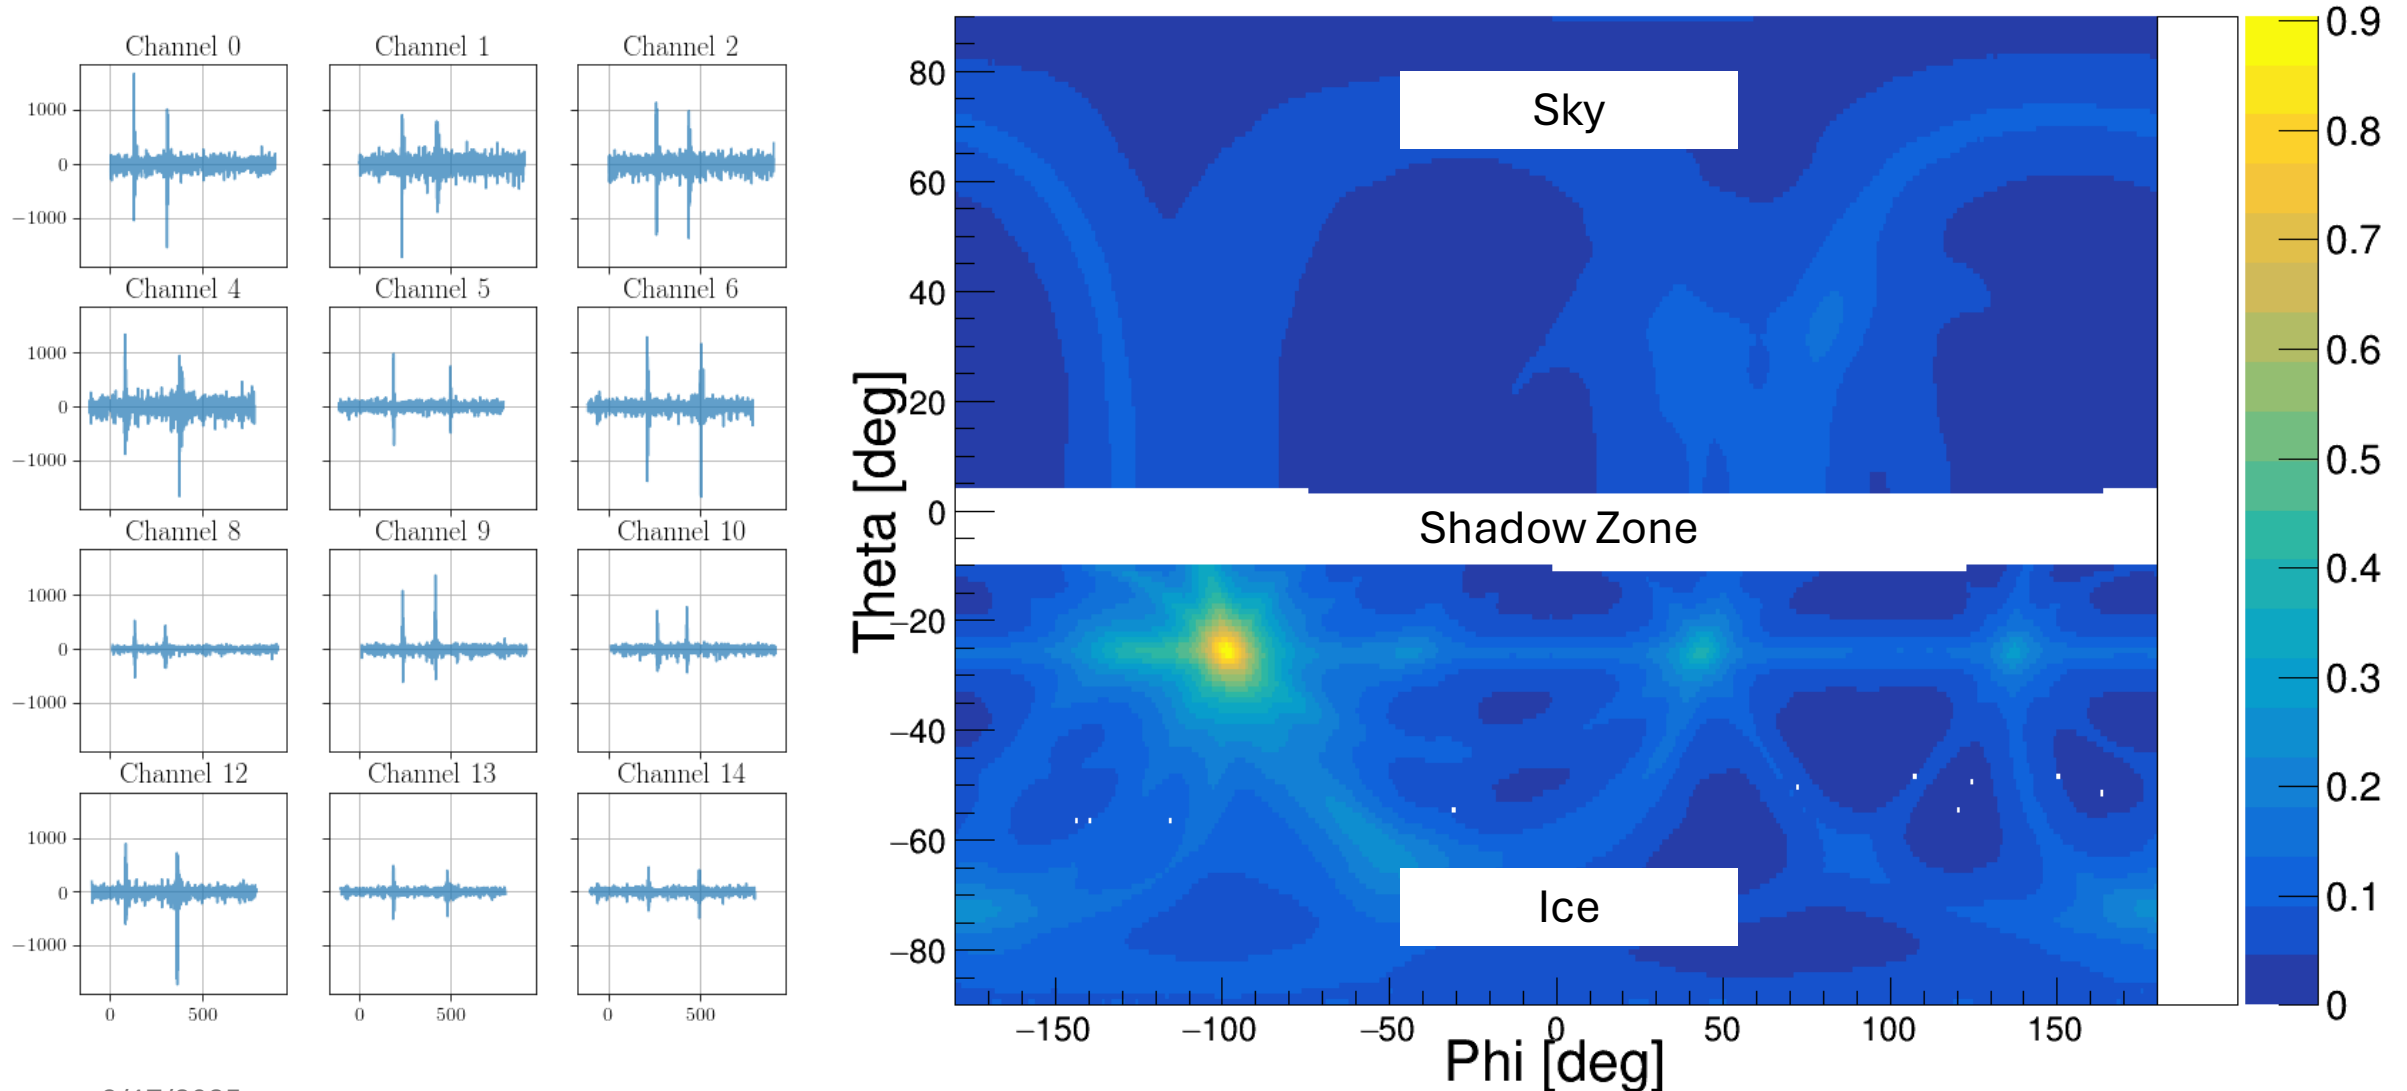 Channel 0 Channel 1 Channel 2
1000
0
−1000
Channel 4 Channel 5 Channel 6
1000
0
−1000
Channel 8 Channel 9 Channel 10
1000
0
−1000
Channel 12 Channel 13 Channel 14
1000
0
−1000
0 500 0 500 0 500
Theta [deg]
80
60
40
20
0
−20
−40
−60
−80
Sky
Shadow Zone
Ice
−150 −100 −50 0 50 100 150
Phi [deg]
0.9
0.8
0.7
0.6
0.5
0.4
0.3
0.2
0.1
0